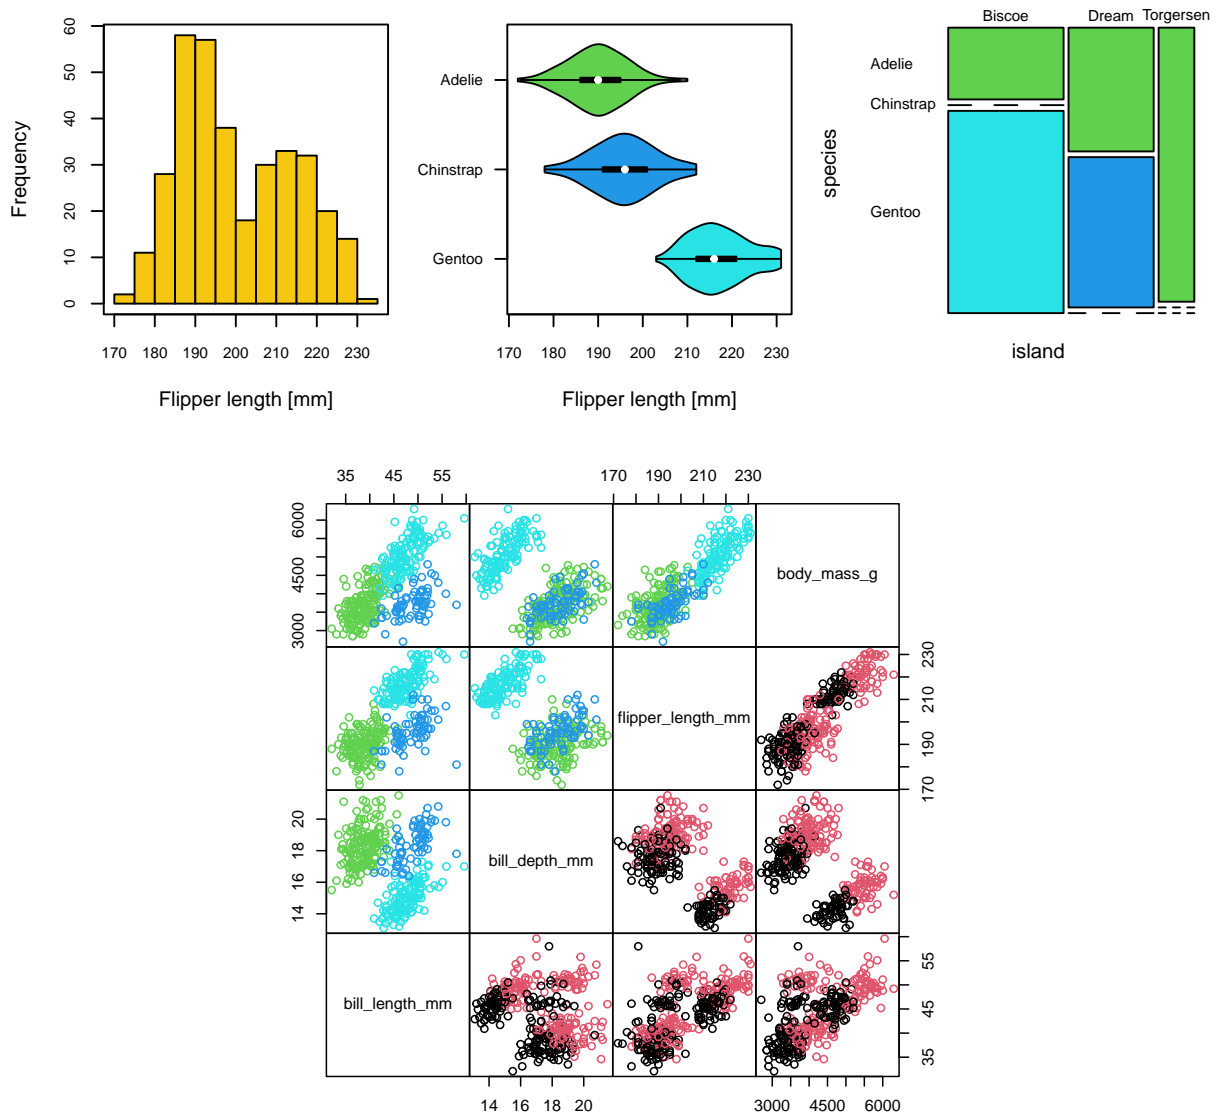 Frequency
0 10 20 30 40 50 60
170 180 190 200 210 220 230
Flipper length [mm]
Adelie
Chinstrap
Gentoo
170 180 190 200 210 220 230
Flipper length [mm]
Biscoe Dream Torgersen
species
Adelie
Chinstrap
Gentoo
island
35 45 55
170 190 210 230
3000 4500 6000
body_mass_g
flipper_length_mm
170 190 210 230
14 16 18 20
bill_depth_mm
bill_length_mm
35 45 55
14 16 18 20
3000 4500 6000